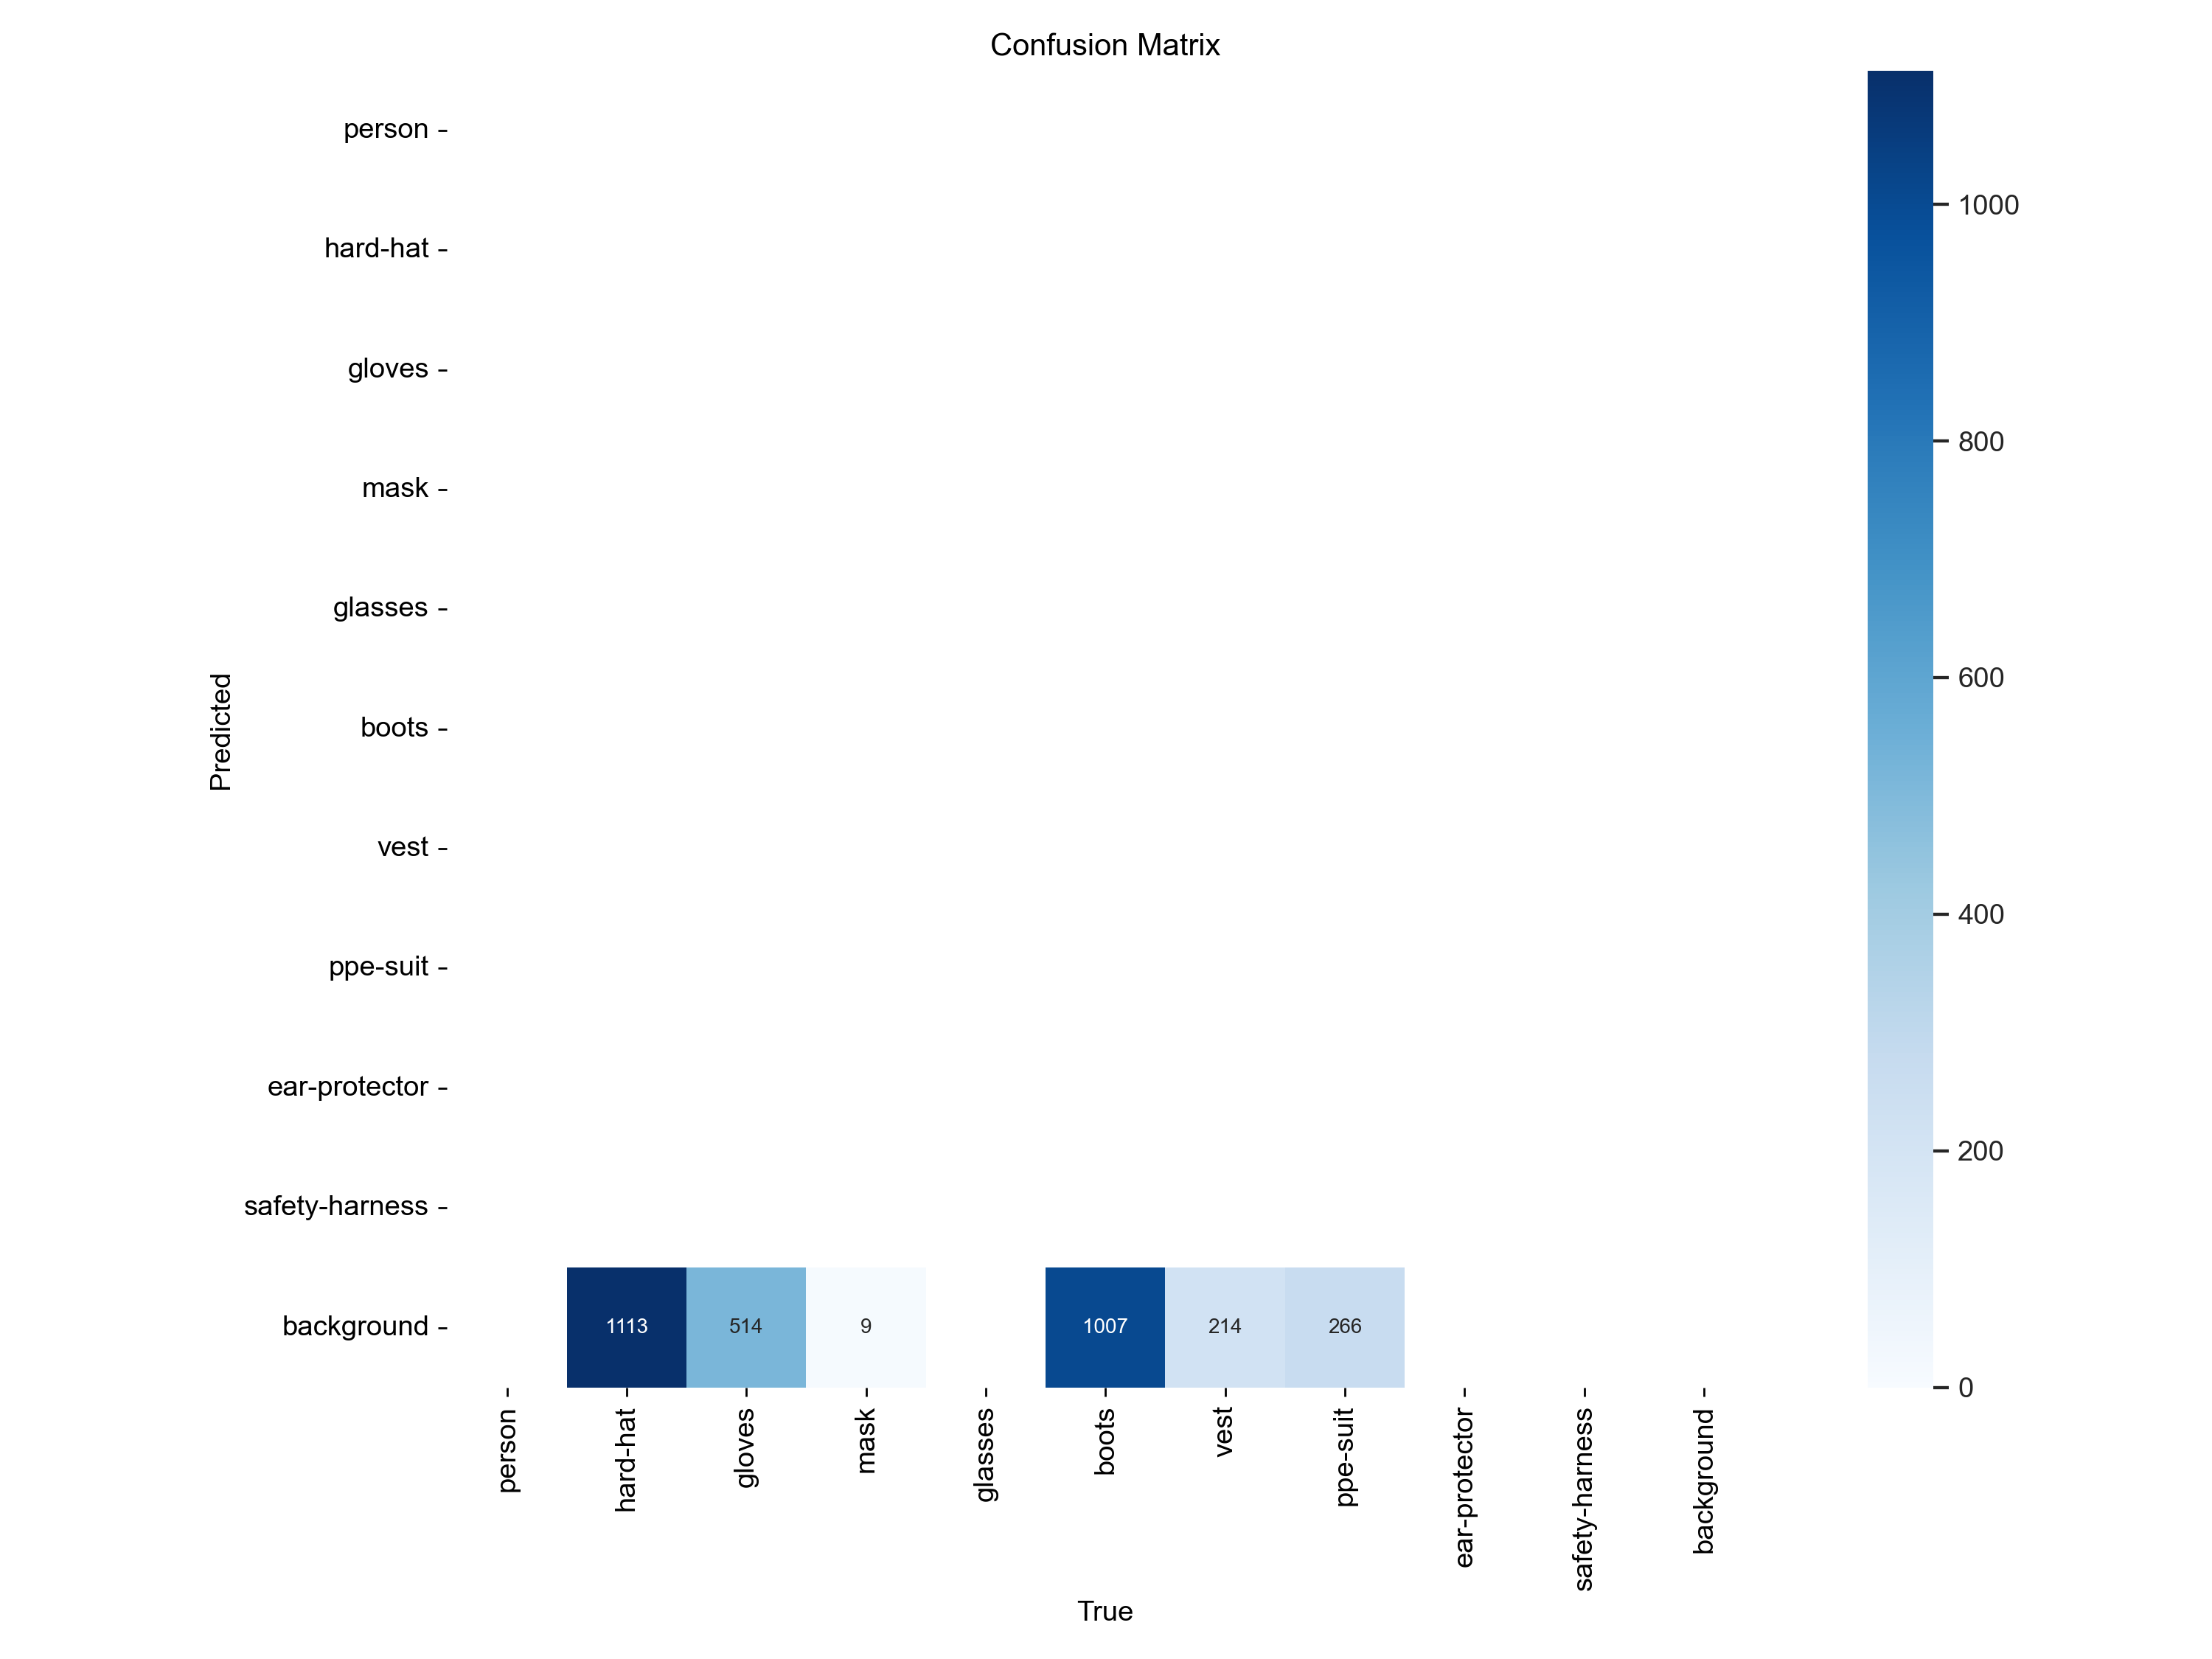 Confusion Matrix
person
hard-hat
gloves
mask
glasses
boots
vest
ppe-suit
ear-protector
safety-harness
background
Predicted
1113 514 9 1007 214 266
person hard-hat gloves mask glasses boots vest ppe-suit ear-protector safety-harness background
True
1000
800
600
400
200
0